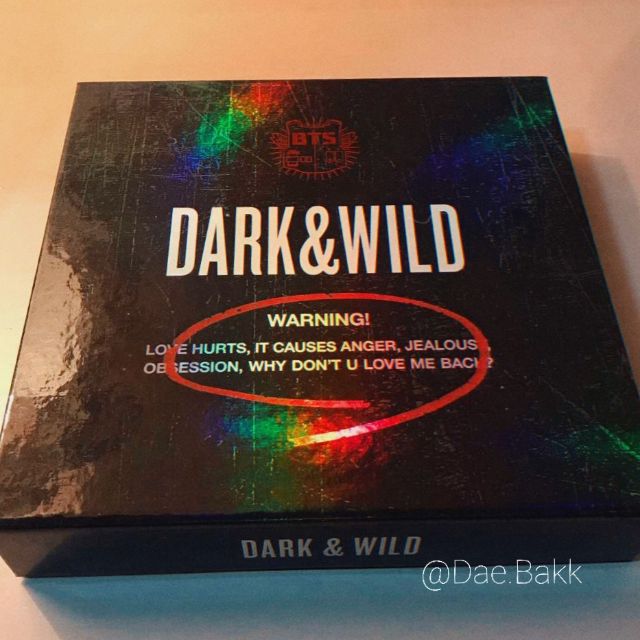 BTS
DARK&WILD
WARNING!
LOVE HURTS, IT CAUSES ANGER, JEALOUSY,
OBSESSION, WHY DON'T U LOVE ME BACK?
DARK & WILD
@Dae.Bakk